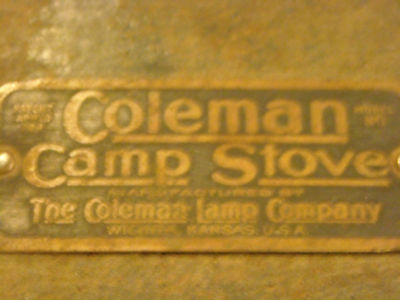 Coleman
Camp Stove
MANUFACTURED BY
The Coleman Lamp Company
WICHITA, KANSAS, U.S.A.